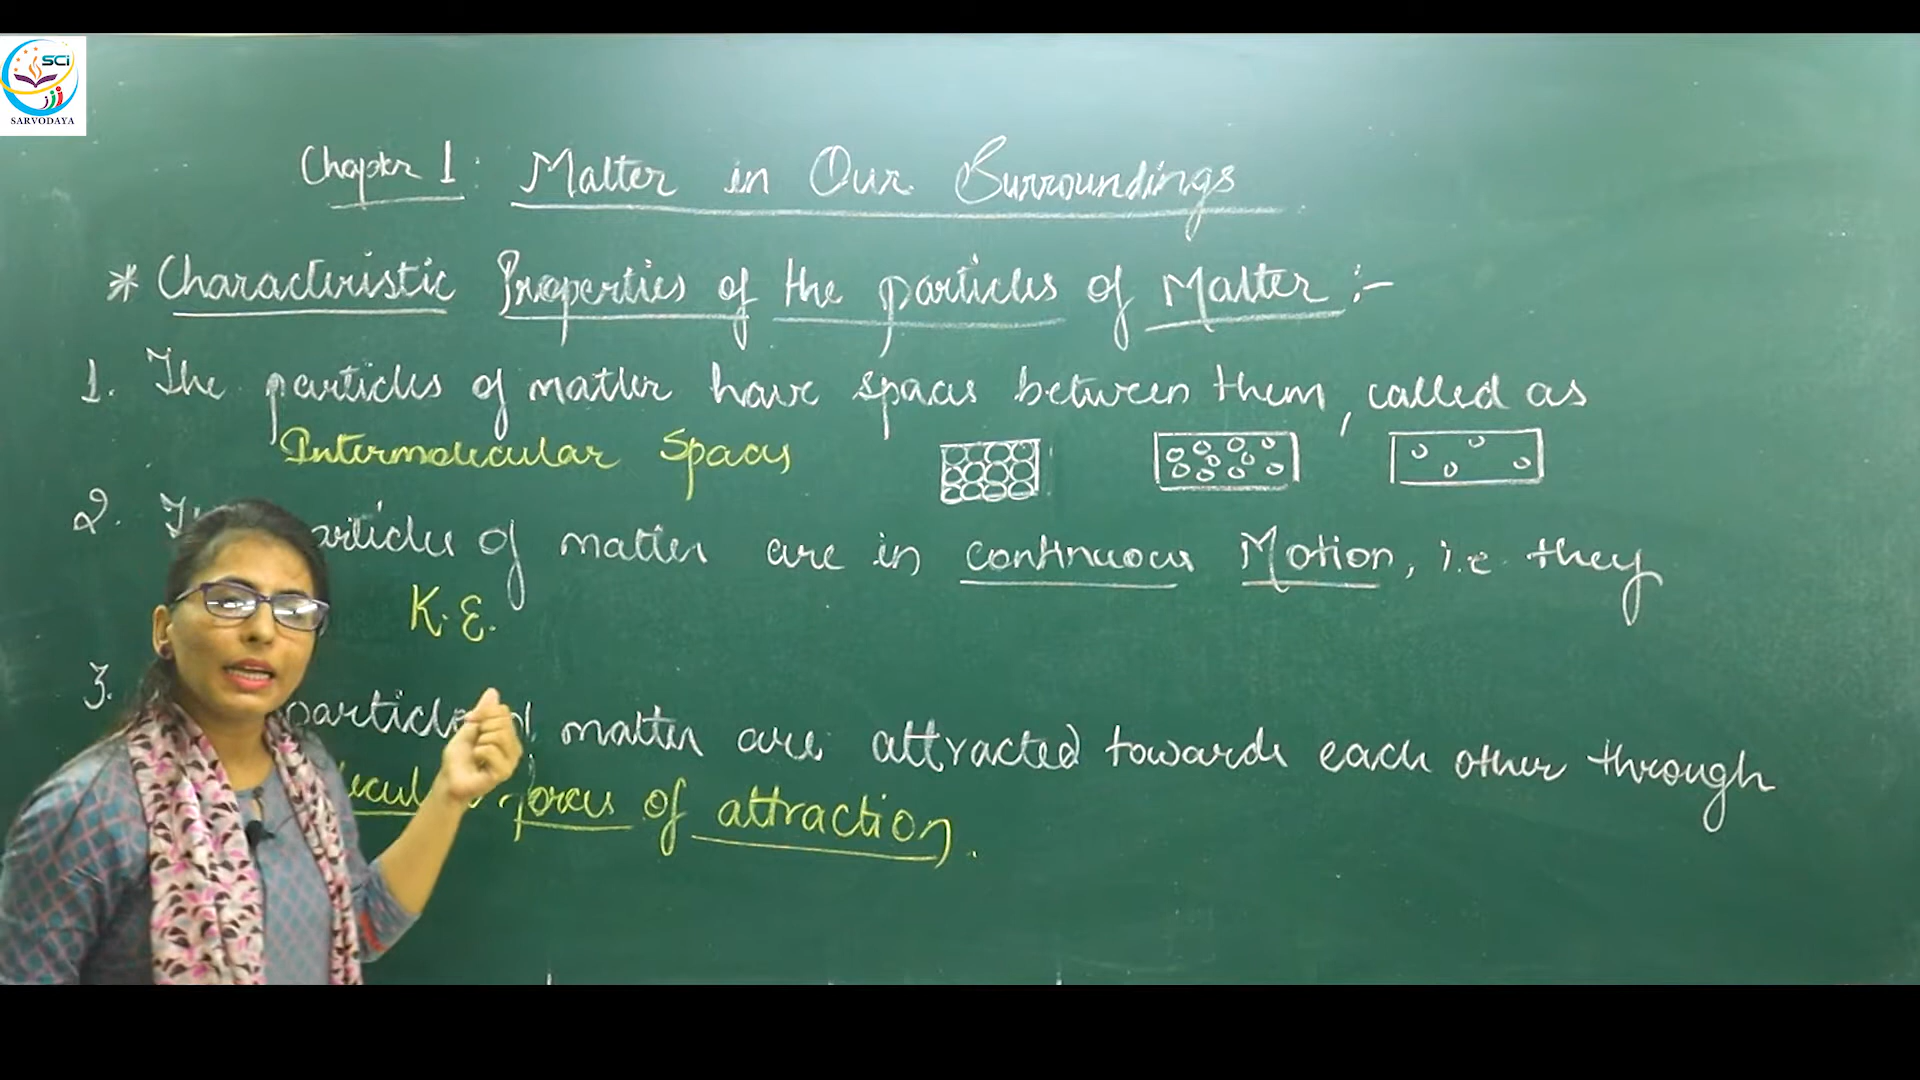 SCi
SARVODAYA
Chapter 1: Matter in Our Surroundings
* Characteristic Properties of the particles of Matter :-
1. The particles of matter have spaces between them, called as
Intermolecular Spaces
2. of matter are in continuous Motion, i.e. they
K.E.
3. matter are attracted towards each other through
forces of attraction.